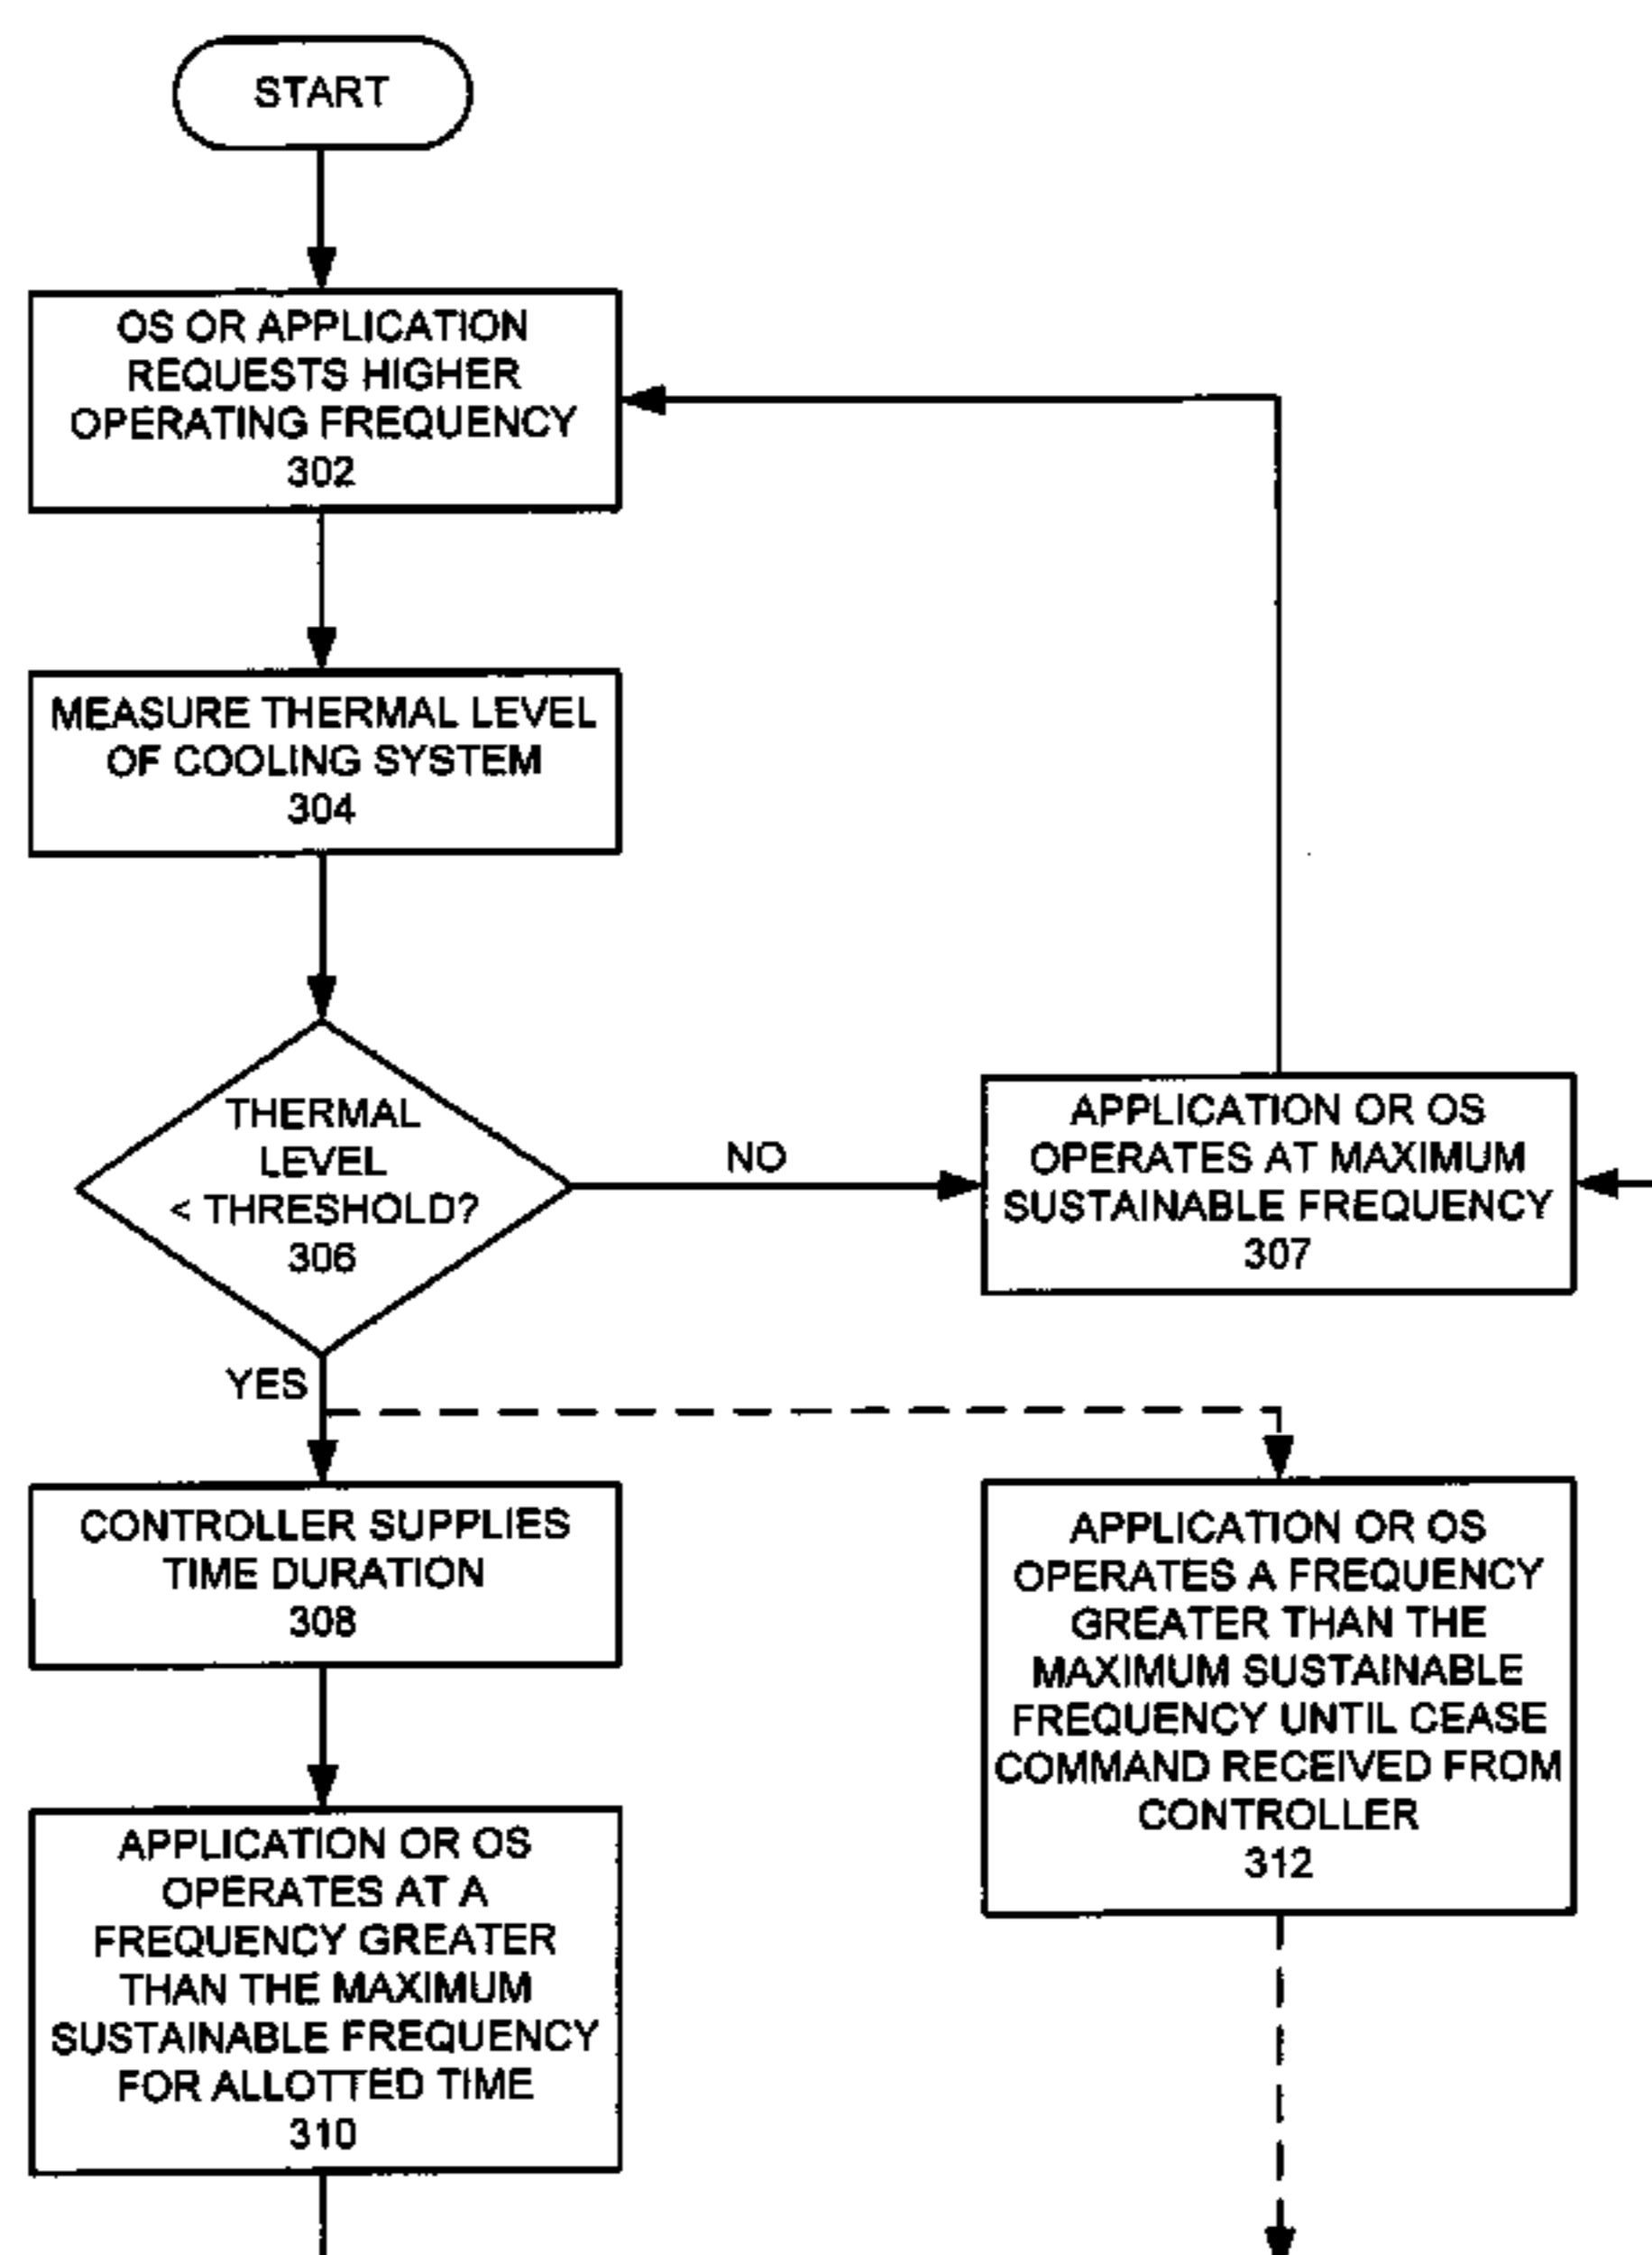 START
OS OR APPLICATION
REQUESTS HIGHER
OPERATING FREQUENCY
302
MEASURE THERMAL LEVEL
OF COOLING SYSTEM
304
THERMAL
LEVEL
< THRESHOLD?
306
NO
APPLICATION OR OS
OPERATES AT MAXIMUM
SUSTAINABLE FREQUENCY
307
YES
CONTROLLER SUPPLIES
TIME DURATION
308
APPLICATION OR OS
OPERATES A FREQUENCY
GREATER THAN THE
MAXIMUM SUSTAINABLE
FREQUENCY UNTIL CEASE
COMMAND RECEIVED FROM
CONTROLLER
312
APPLICATION OR OS
OPERATES AT A
FREQUENCY GREATER
THAN THE MAXIMUM
SUSTAINABLE FREQUENCY
FOR ALLOTTED TIME
310